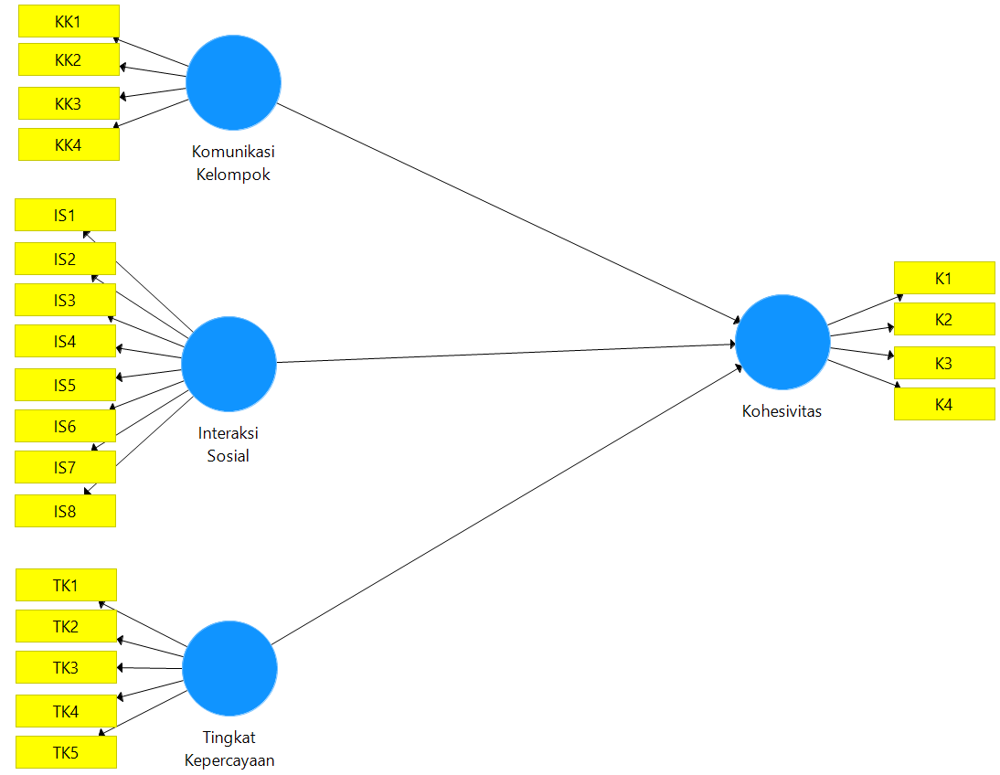 KK1
KK2
KK3
KK4
Komunikasi
Kelompok
IS1
IS2
IS3
IS4
IS5
IS6
IS7
IS8
Interaksi
Sosial
TK1
TK2
TK3
TK4
TK5
Tingkat
Kepercayaan
Kohesivitas
K1
K2
K3
K4